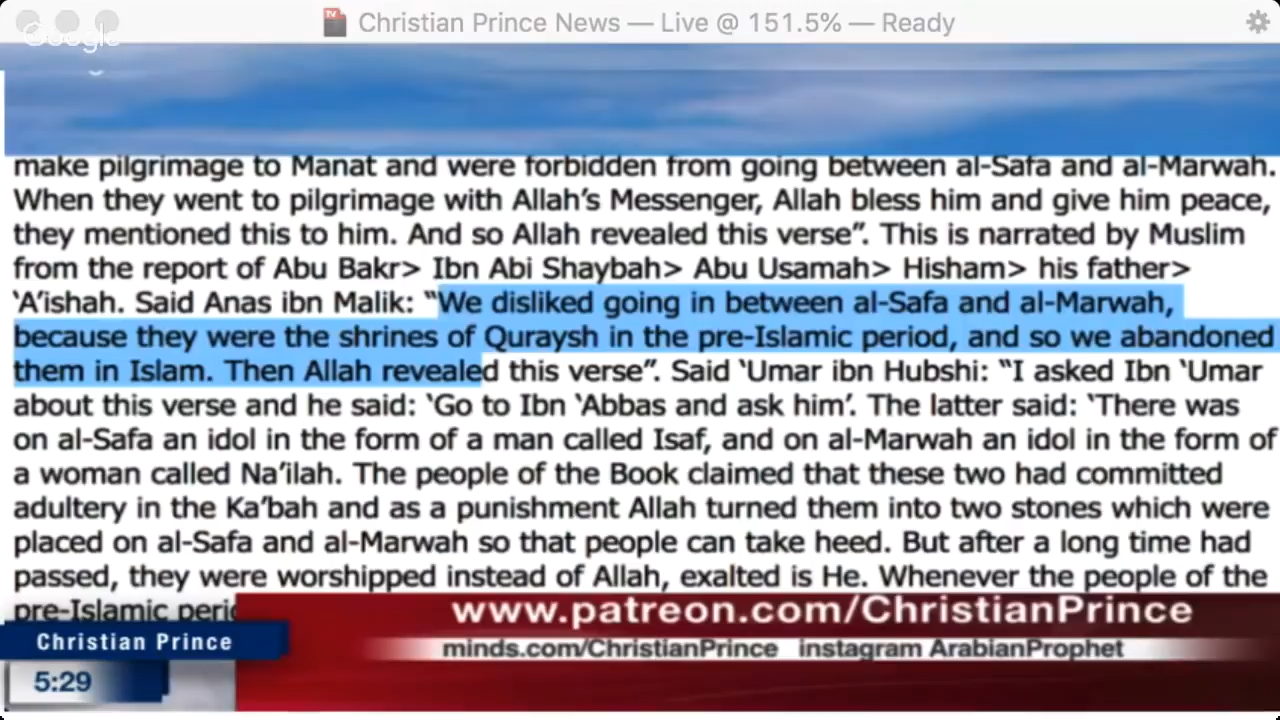 Christian Prince News — Live @ 151.5% — Ready
Google
make pilgrimage to Manat and were forbidden from going between al-Safa and al-Marwah.
When they went to pilgrimage with Allah's Messenger, Allah bless him and give him peace,
they mentioned this to him. And so Allah revealed this verse”. This is narrated by Muslim
from the report of Abu Bakr> Ibn Abi Shaybah> Abu Usamah> Hisham> his father>
‘A’ishah. Said Anas ibn Malik: “We disliked going in between al-Safa and al-Marwah,
because they were the shrines of Quraysh in the pre-Islamic period, and so we abandoned
them in Islam. Then Allah revealed this verse”. Said ‘Umar ibn Hubshi: “I asked Ibn ‘Umar
about this verse and he said: ‘Go to Ibn ‘Abbas and ask him’. The latter said: ‘There was
on al-Safa an idol in the form of a man called Isaf, and on al-Marwah an idol in the form of
a woman called Na’ilah. The people of the Book claimed that these two had committed
adultery in the Ka’bah and as a punishment Allah turned them into two stones which were
placed on al-Safa and al-Marwah so that people can take heed. But after a long time had
passed, they were worshipped instead of Allah, exalted is He. Whenever the people of the
pre-Islamic
www.patreon.com/ChristianPrince
Christian Prince
minds.com/ChristianPrince instagram ArabianProphet
5:29